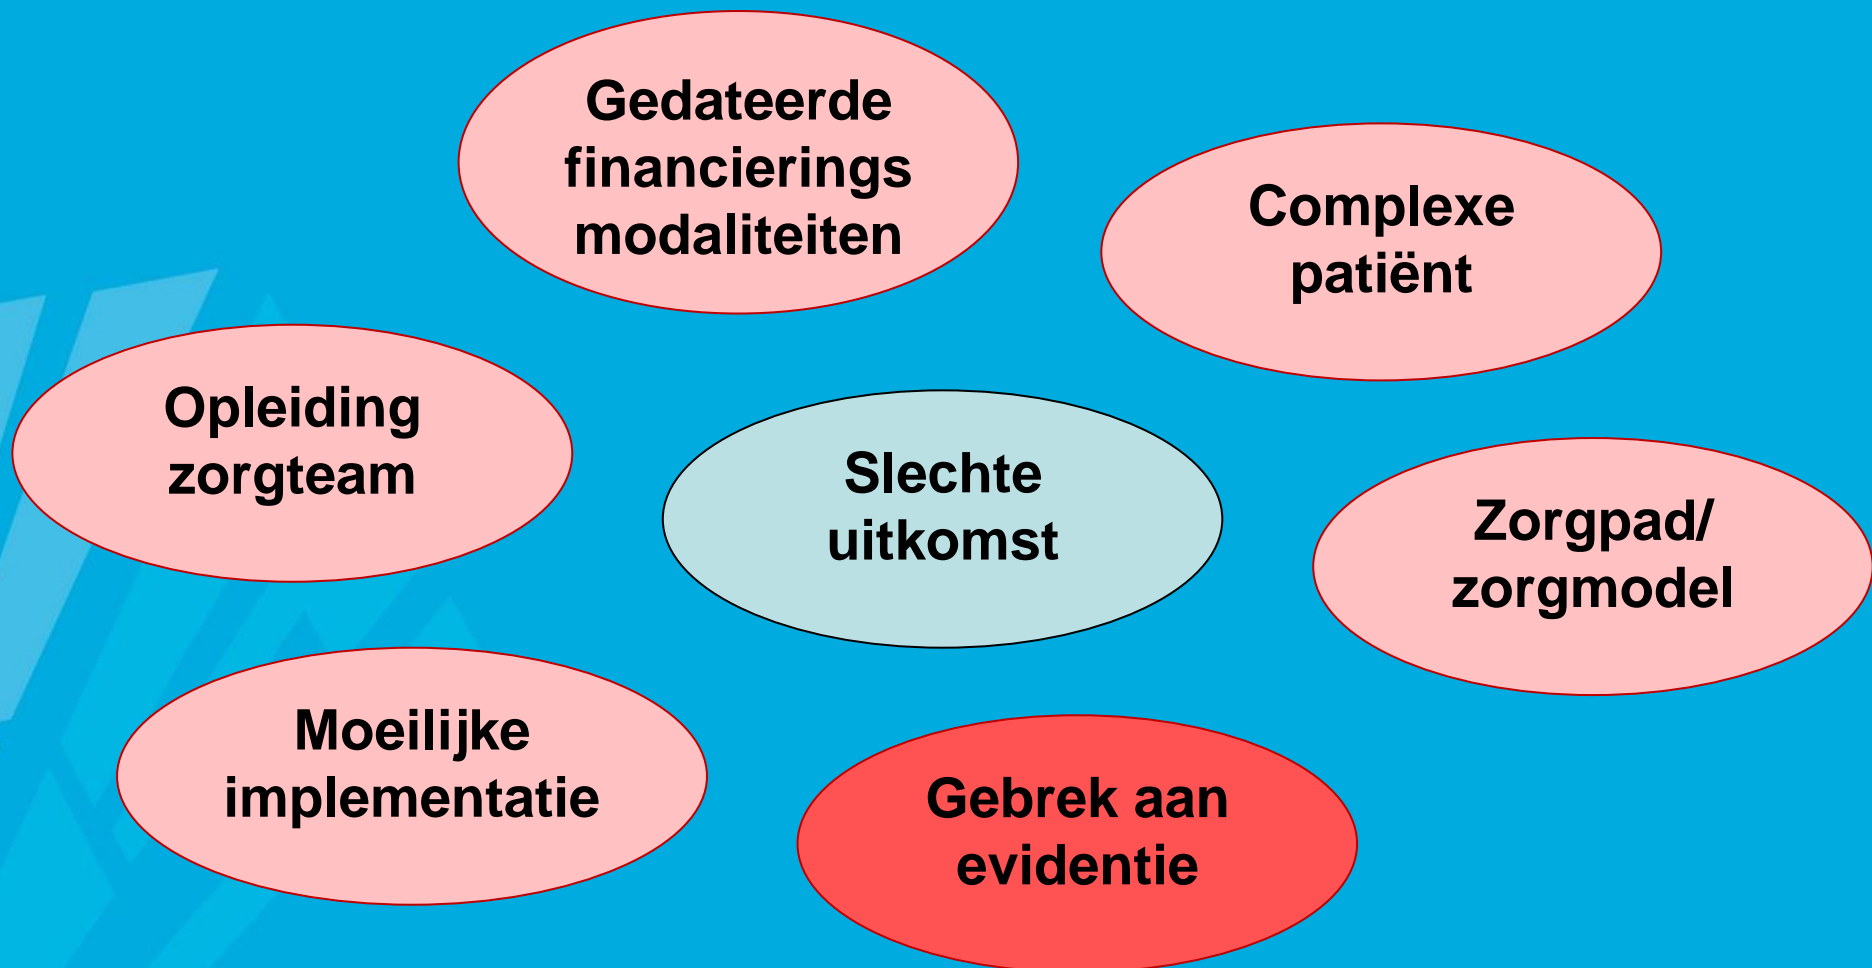 Gedateerde
financierings
modaliteiten
Complexe
patiënt
Opleiding
zorgteam
Slechte
uitkomst
Zorgpad/
zorgmodel
Moeilijke
implementatie
Gebrek aan
evidentie